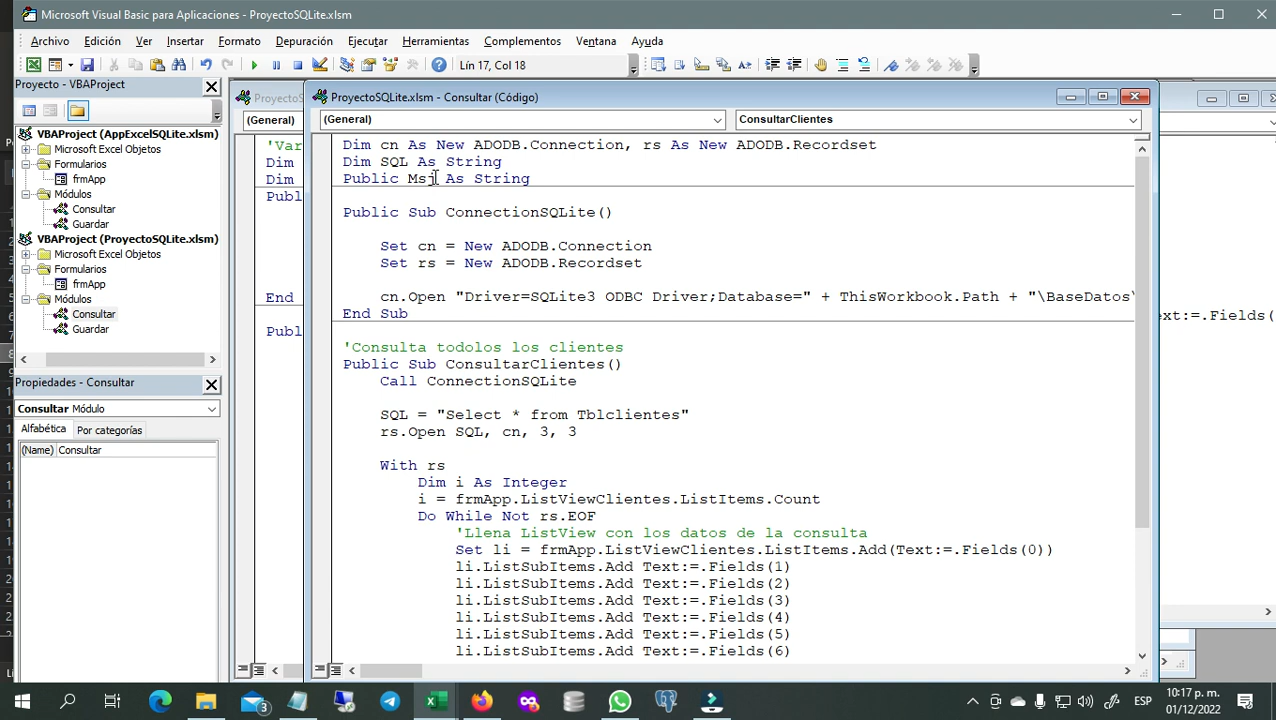 Microsoft Visual Basic para Aplicaciones - ProyectoSQLite.xlsm
Archivo Edición Ver Insertar Formato Depuración Ejecutar Herramientas Complementos Ventana Ayuda
Lín 17, Col 18
Proyecto - VBAProject
VBAProject (AppExcelSQLite.xlsm)
Microsoft Excel Objetos
Formularios
frmApp
Módulos
Consultar
Guardar
VBAProject (ProyectoSQLite.xlsm)
Microsoft Excel Objetos
Formularios
frmApp
Módulos
Consultar
Guardar
Propiedades - Consultar
Consultar Módulo
Alfabética Por categorías
(Name) Consultar
ProyectoS
(General)
'Var
Dim
Dim
Publ
End
Publ
ProyectoSQLite.xlsm - Consultar (Código)
(General) ConsultarClientes
Dim cn As New ADODB.Connection, rs As New ADODB.Recordset
Dim SQL As String
Public Msj As String
Public Sub ConnectionSQLite()
Set cn = New ADODB.Connection
Set rs = New ADODB.Recordset
cn.Open "Driver=SQLite3 ODBC Driver;Database=" + ThisWorkbook.Path + "\BaseDatos\
End Sub
'Consulta todolos los clientes
Public Sub ConsultarClientes()
Call ConnectionSQLite
SQL = "Select * from Tblclientes"
rs.Open SQL, cn, 3, 3
With rs
Dim i As Integer
i = frmApp.ListViewClientes.ListItems.Count
Do While Not rs.EOF
'Llena ListView con los datos de la consulta
Set li = frmApp.ListViewClientes.ListItems.Add(Text:=.Fields(0))
li.ListSubItems.Add Text:=.Fields(1)
li.ListSubItems.Add Text:=.Fields(2)
li.ListSubItems.Add Text:=.Fields(3)
li.ListSubItems.Add Text:=.Fields(4)
li.ListSubItems.Add Text:=.Fields(5)
li.ListSubItems.Add Text:=.Fields(6)
ext:=.Fields(
3
ESP
10:17 p. m.
01/12/2022